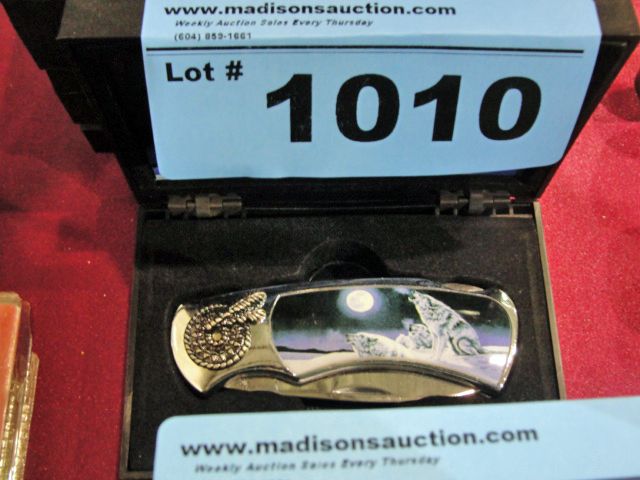 www.madisonsauction.com
Weekly Auction Sales Every Thursday
(604) 859-1661
Lot # 1010
www.madisonsauction.com
Weekly Auction Sales Every Thursday